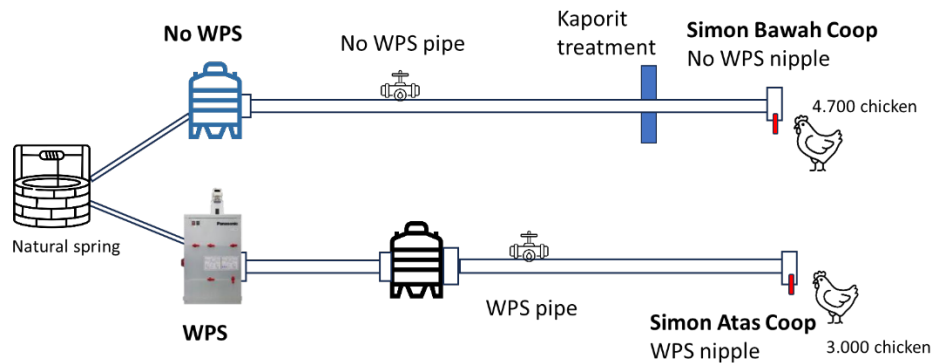 No WPS
No WPS pipe
Kaporit
treatment
Simon Bawah Coop
No WPS nipple
4.700 chicken
Natural spring
Panasonic
WPS
WPS pipe
Simon Atas Coop
WPS nipple
3.000 chicken